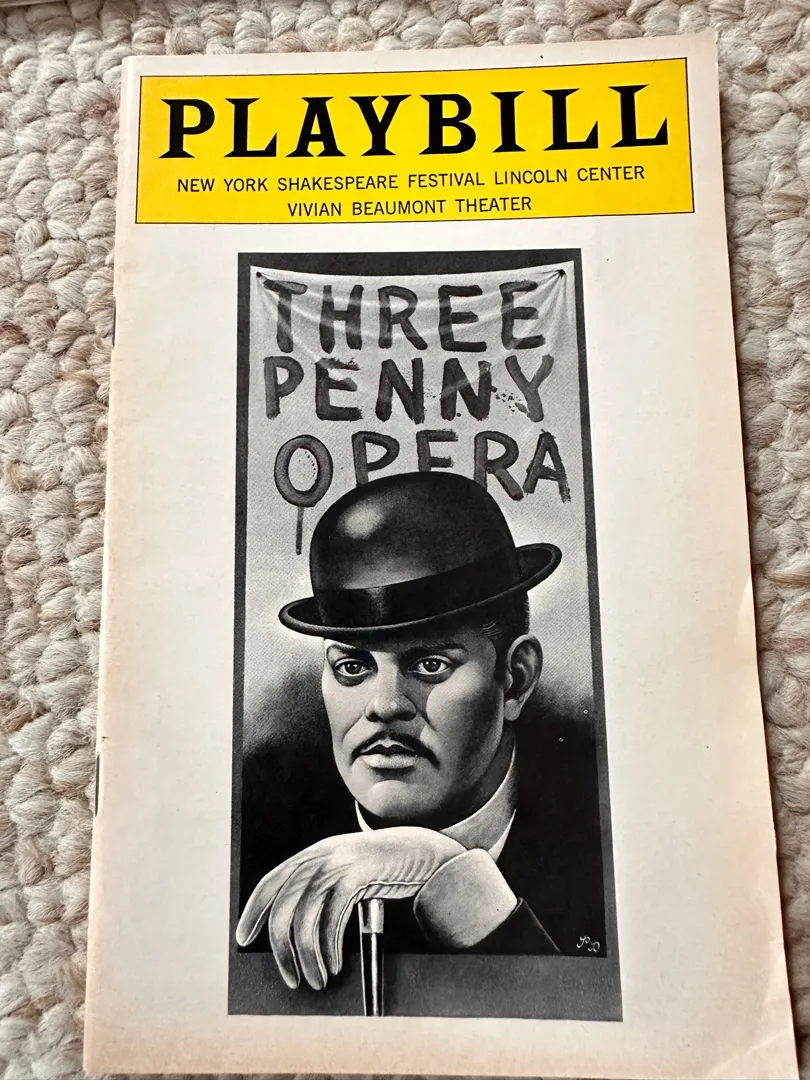 PLAYBILL
NEW YORK SHAKESPEARE FESTIVAL LINCOLN CENTER
VIVIAN BEAUMONT THEATER
THREE
PENNY
OPERA